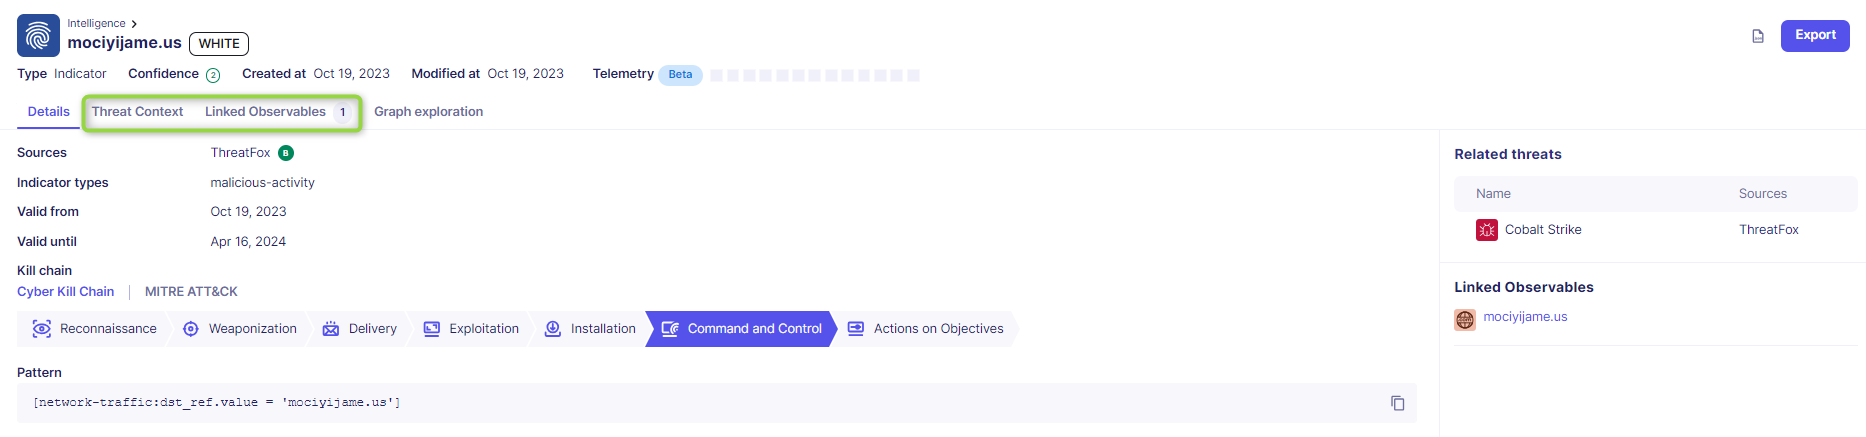 Intelligence >
mociyijame.us WHITE
Export
Type Indicator Confidence 2 Created at Oct 19, 2023 Modified at Oct 19, 2023 Telemetry Beta
Details Threat Context Linked Observables 1 Graph exploration
Sources ThreatFox B
Indicator types malicious-activity
Valid from Oct 19, 2023
Valid until Apr 16, 2024
Kill chain
Cyber Kill Chain | MITRE ATT&CK
Reconnaissance Weaponization Delivery Exploitation Installation Command and Control Actions on Objectives
Pattern
[network-traffic:dst_ref.value = 'mociyijame.us']
Related threats
Name Sources
Cobalt Strike ThreatFox
Linked Observables
mociyijame.us